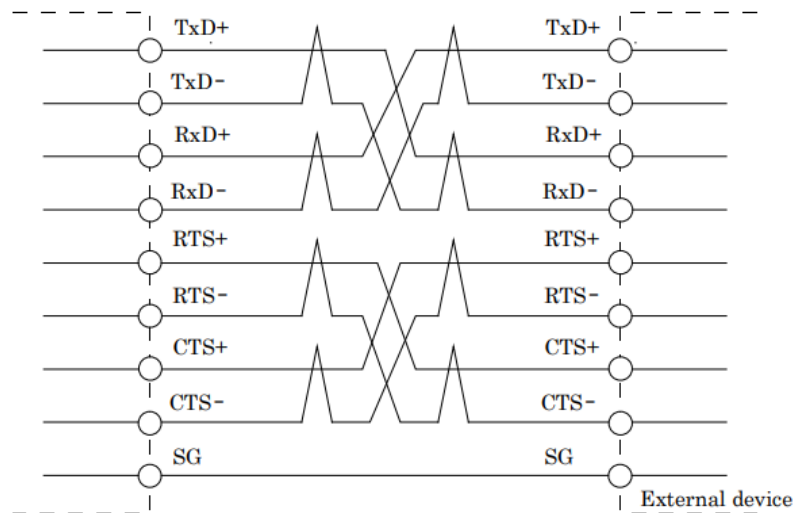 TxD+ TxD+
TxD- TxD-
RxD+ RxD+
RxD- RxD-
RTS+ RTS+
RTS- RTS-
CTS+ CTS+
CTS- CTS-
SG SG
External device